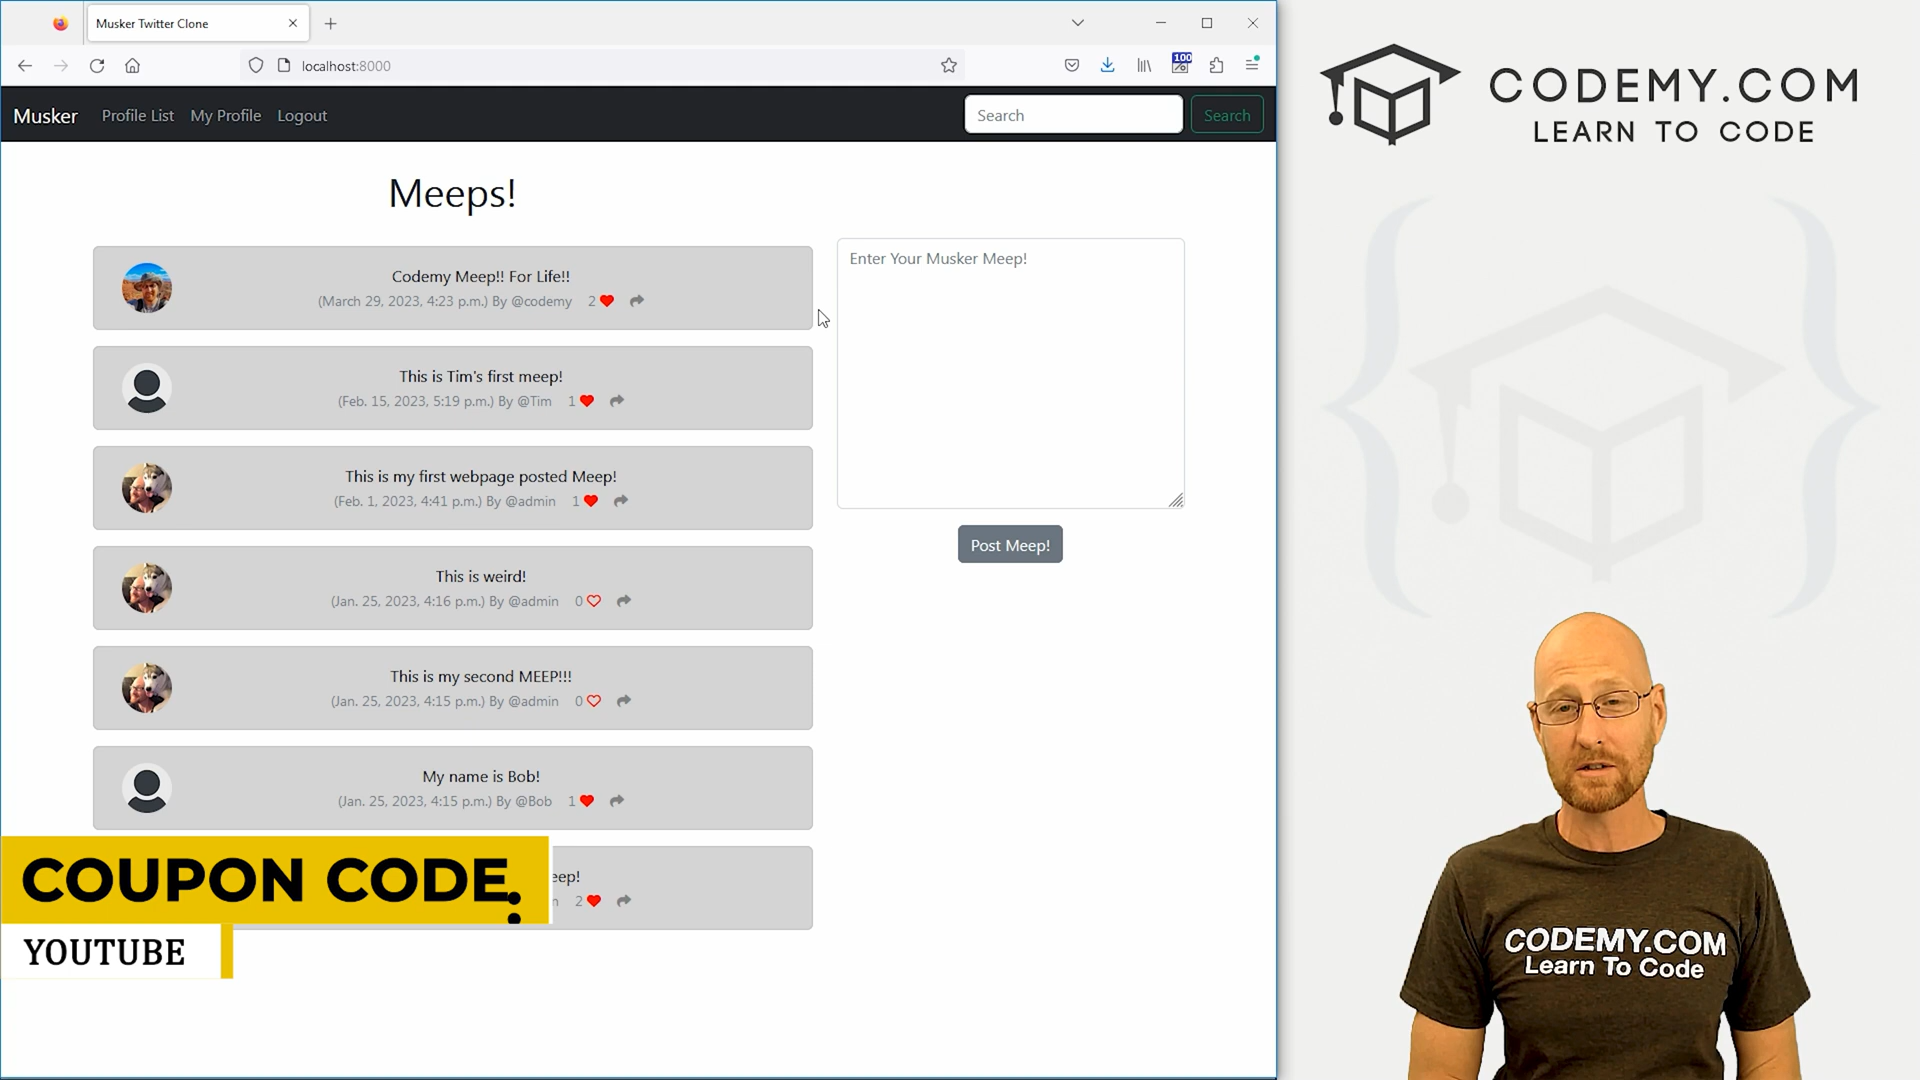 Musker Twitter Clone
localhost:8000
100
Musker Profile List My Profile Logout
Search Search
Meeps!
Codemy Meep!! For Life!!
(March 29, 2023, 4:23 p.m.) By @codemy 2
This is Tim's first meep!
(Feb. 15, 2023, 5:19 p.m.) By @Tim 1
This is my first webpage posted Meep!
(Feb. 1, 2023, 4:41 p.m.) By @admin 1
This is weird!
(Jan. 25, 2023, 4:16 p.m.) By @admin 0
This is my second MEEP!!!
(Jan. 25, 2023, 4:15 p.m.) By @admin 0
My name is Bob!
(Jan. 25, 2023, 4:15 p.m.) By @Bob 1
2
Enter Your Musker Meep!
Post Meep!
COUPON CODE:
YOUTUBE
CODEMY.COM
LEARN TO CODE
CODEMY.COM
Learn To Code